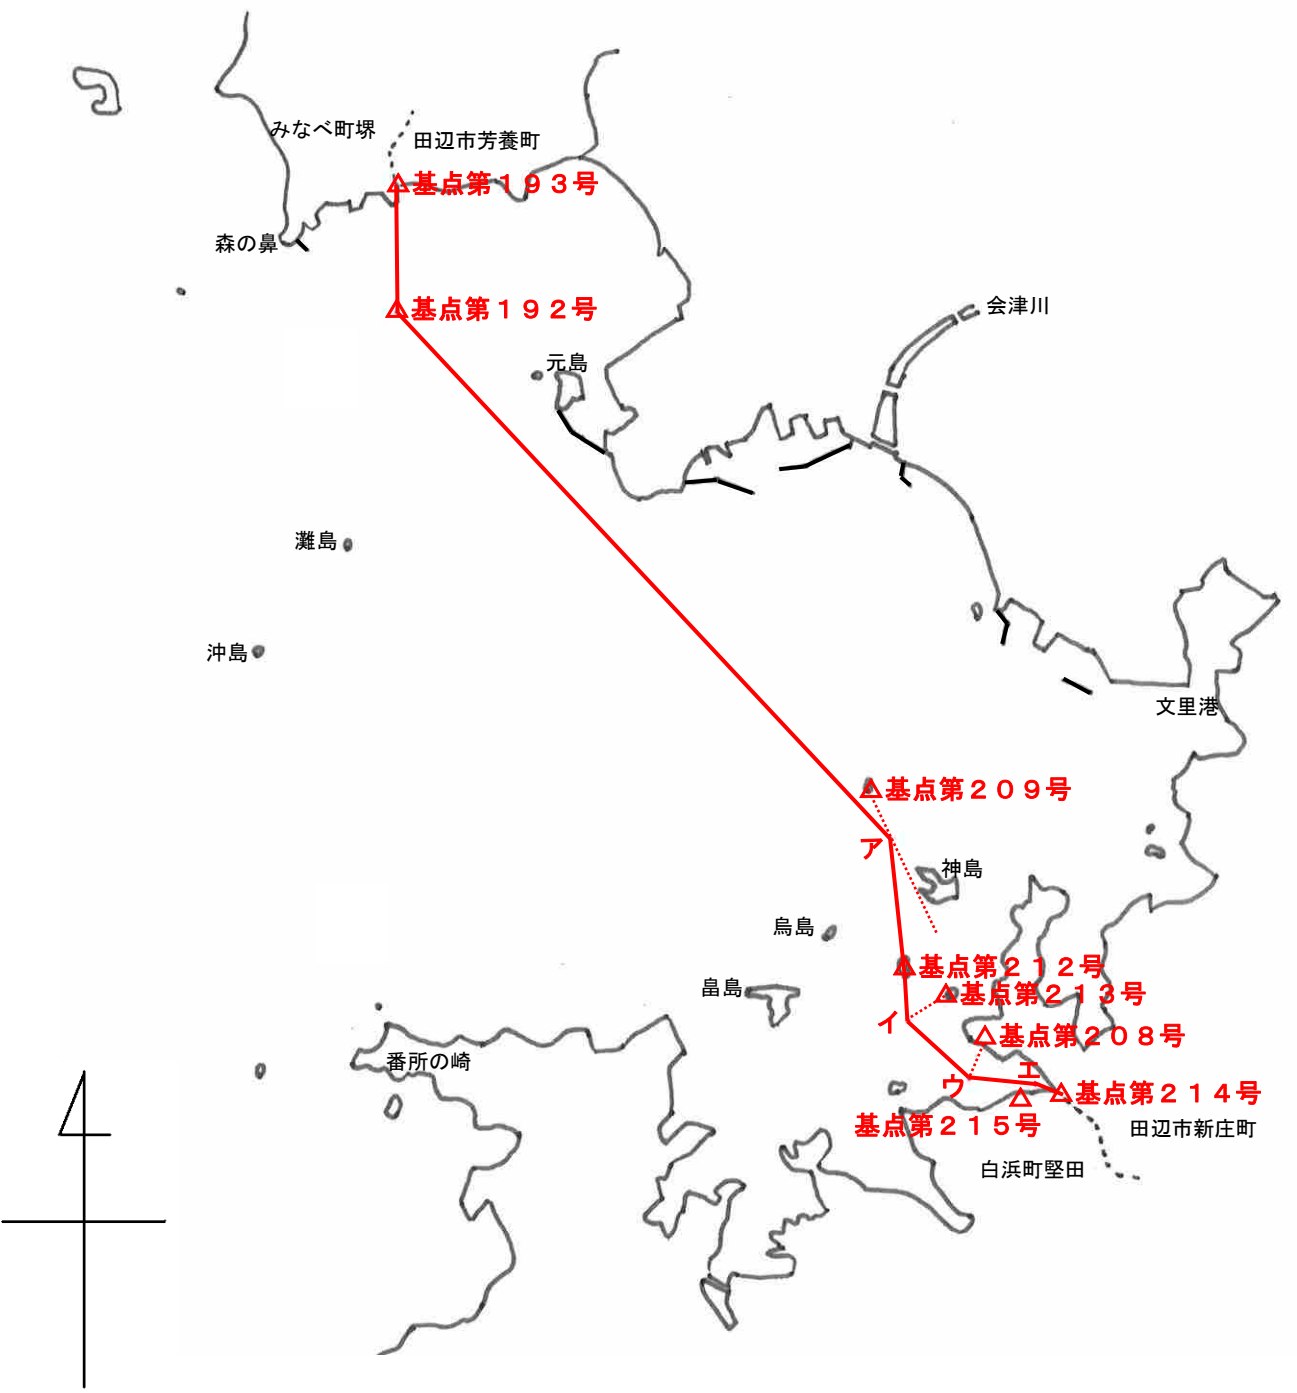 みなべ町堺
田辺市芳養町
基点第１９３号
森の鼻
基点第１９２号
会津川
元島
灘島
沖島
文里港
基点第２０９号
ア
神島
烏島
基点第２１２号
畠島
基点第２１３号
イ
基点第２０８号
番所の崎
エ
ウ
基点第２１４号
基点第２１５号
田辺市新庄町
白浜町堅田